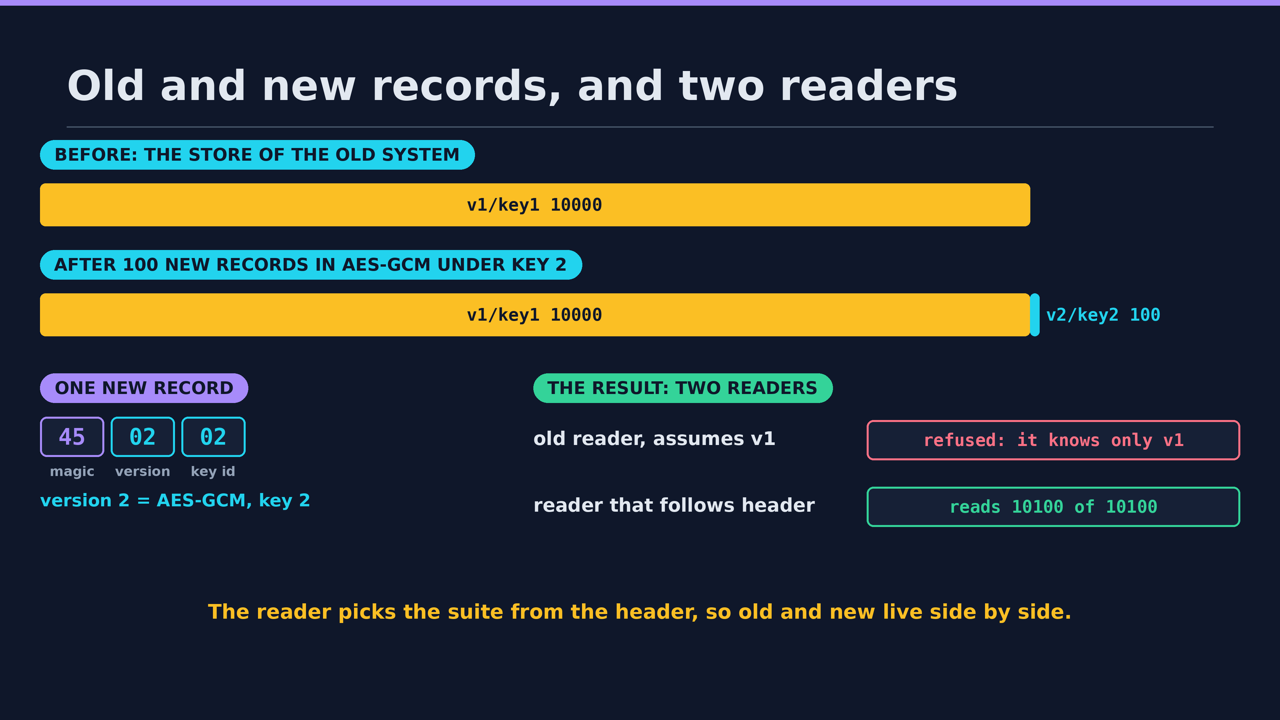 Old and new records, and two readers
BEFORE: THE STORE OF THE OLD SYSTEM
v1/key1 10000
AFTER 100 NEW RECORDS IN AES-GCM UNDER KEY 2
v1/key1 10000
v2/key2 100
ONE NEW RECORD
45 02 02
magic version key id
version 2 = AES-GCM, key 2
THE RESULT: TWO READERS
old reader, assumes v1
refused: it knows only v1
reader that follows header
reads 10100 of 10100
The reader picks the suite from the header, so old and new live side by side.